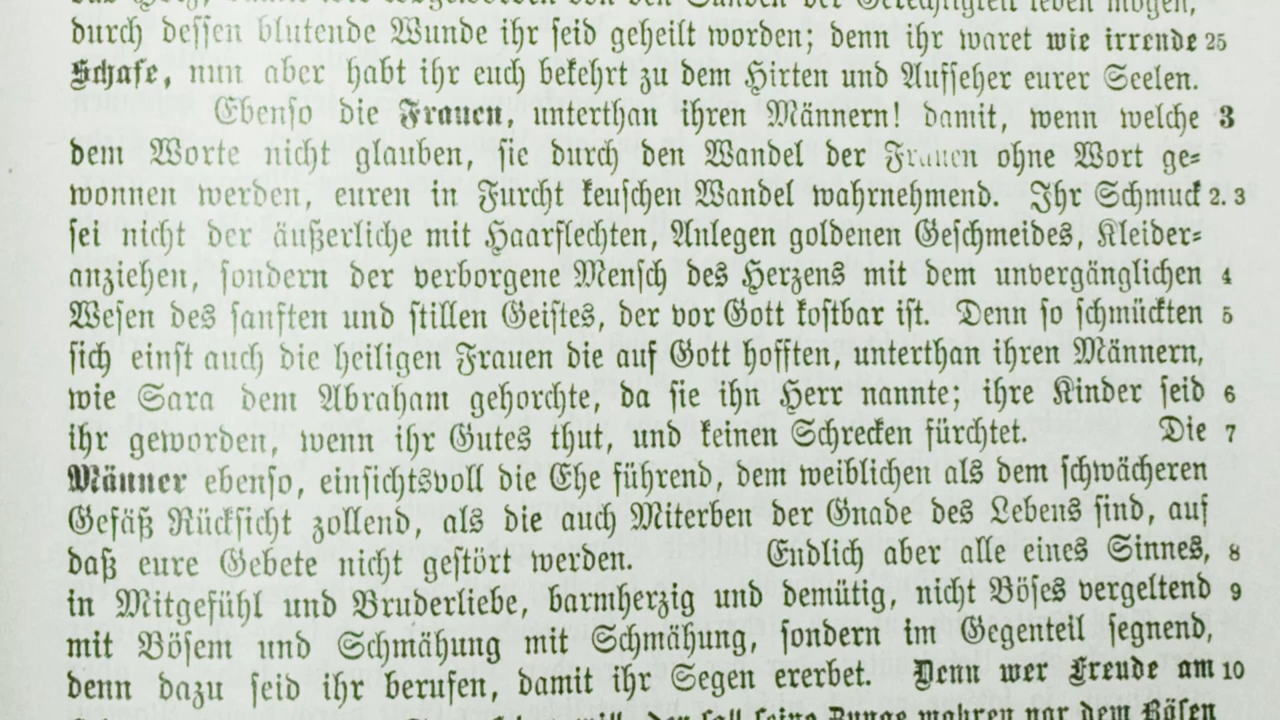 durch dessen blutende Wunde ihr seid geheilt worden; denn ihr waret wie irrende 25
Schafe, nun aber habt ihr euch bekehrt zu dem Hirten und Aufseher eurer Seelen.
Ebenso die Frauen, unterthan ihren Männern! damit, wenn welche 3
dem Worte nicht glauben, sie durch den Wandel der Frauen ohne Wort ge=
wonnen werden, euren in Furcht keuschen Wandel wahrnehmend. Ihr Schmuck 2. 3
sei nicht der äußerliche mit Haarflechten, Anlegen goldenen Geschmeides, Kleider=
anziehen, sondern der verborgene Mensch des Herzens mit dem unvergänglichen 4
Wesen des sanften und stillen Geistes, der vor Gott kostbar ist. Denn so schmückten 5
sich einst auch die heiligen Frauen die auf Gott hofften, unterthan ihren Männern,
wie Sara dem Abraham gehorchte, da sie ihn Herr nannte; ihre Kinder seid 6
ihr geworden, wenn ihr Gutes thut, und keinen Schrecken fürchtet. Die 7
Männer ebenso, einsichtsvoll die Ehe führend, dem weiblichen als dem schwächeren
Gefäß Rücksicht zollend, als die auch Miterben der Gnade des Lebens sind, auf
daß eure Gebete nicht gestört werden. Endlich aber alle eines Sinnes, 8
in Mitgefühl und Bruderliebe, barmherzig und demütig, nicht Böses vergeltend 9
mit Bösem und Schmähung mit Schmähung, sondern im Gegenteil segnend,
denn dazu seid ihr berufen, damit ihr Segen ererbet. Denn wer Freude am 10